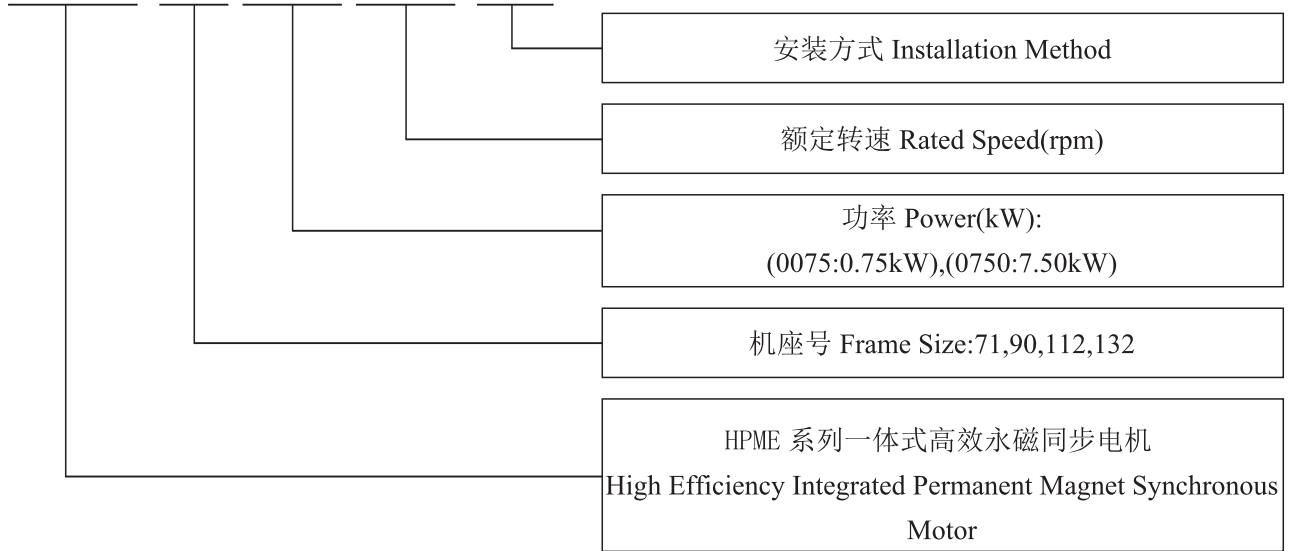 安装方式 Installation Method
额定转速 Rated Speed(rpm)
功率 Power(kW):
(0075:0.75kW),(0750:7.50kW)
机座号 Frame Size:71,90,112,132
HPME 系列一体式高效永磁同步电机
High Efficiency Integrated Permanent Magnet Synchronous
Motor